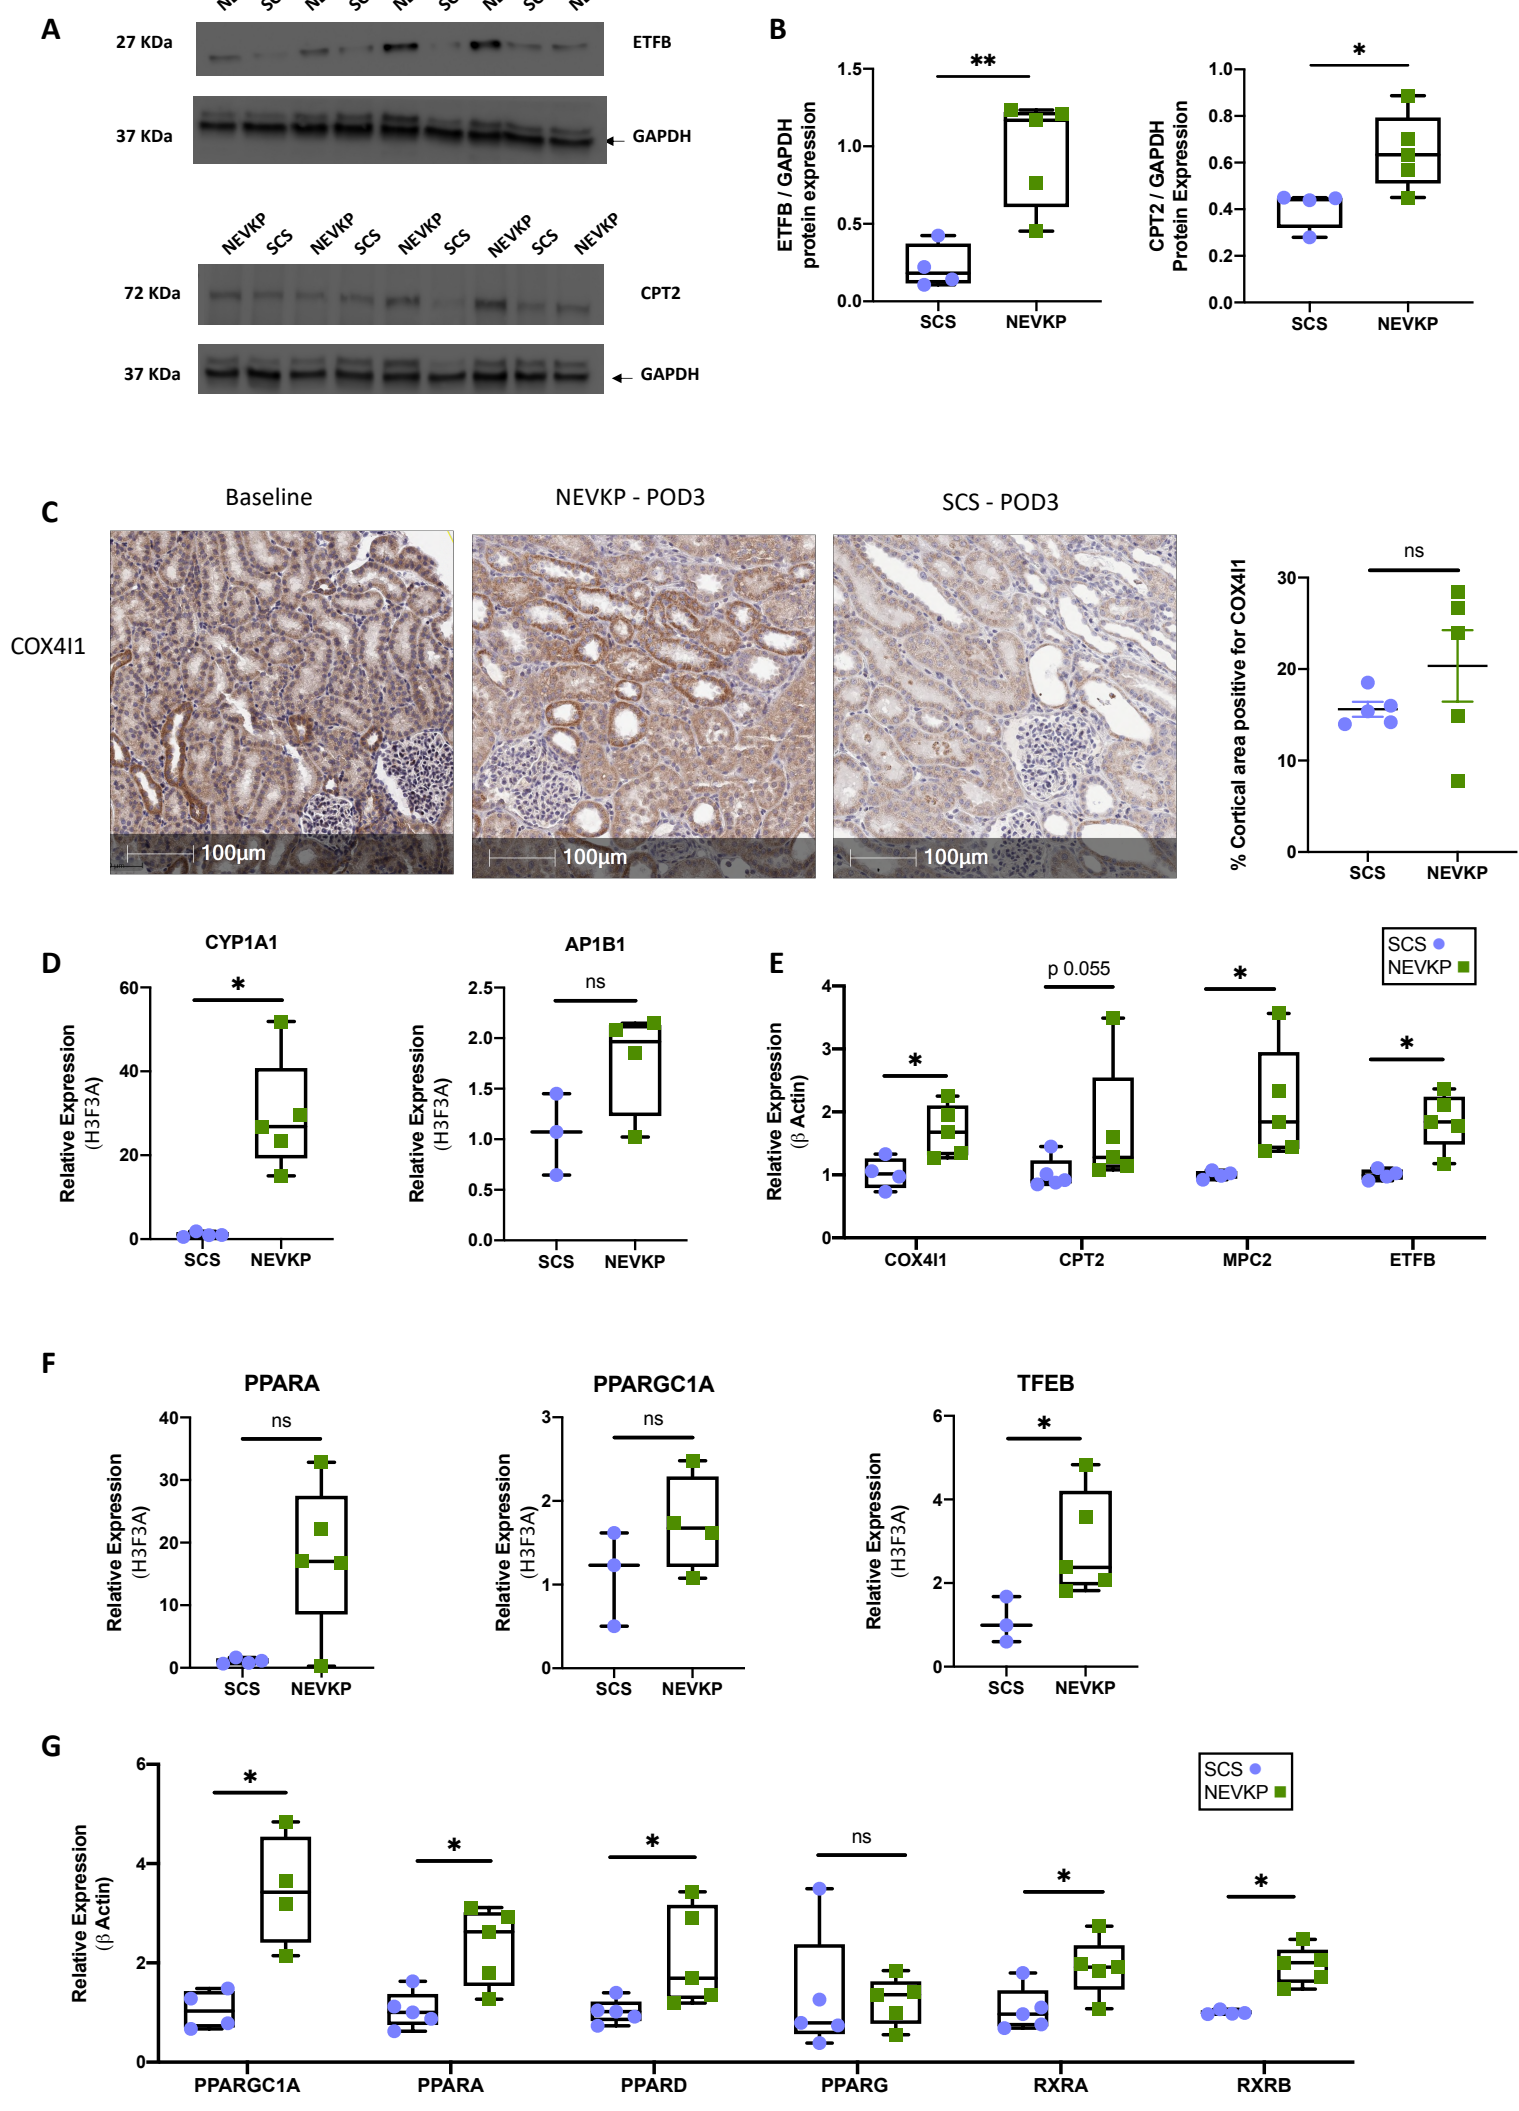 A
27 KDa
ETFB
37 KDa
GAPDH
NEVKP SCS NEVKP SCS NEVKP SCS NEVKP SCS NEVKP
72 KDa
CPT2
37 KDa
GAPDH
B
ETFB / GAPDH
protein expression
1.5
1.0
0.5
0.0
**
SCS NEVKP
CPT2 / GAPDH
Protein Expression
1.0
0.8
0.6
0.4
0.2
0.0
*
SCS NEVKP
C
Baseline
NEVKP - POD3
SCS - POD3
COX4I1
100µm
100µm
100µm
% Cortical area positive for COX4I1
30
20
10
0
ns
SCS NEVKP
D
CYP1A1
Relative Expression
(H3F3A)
60
40
20
0
*
SCS NEVKP
AP1B1
Relative Expression
(H3F3A)
2.5
2.0
1.5
1.0
0.5
0.0
ns
SCS NEVKP
E
SCS
NEVKP
Relative Expression
(β Actin)
4
3
2
1
0
*
p 0.055
*
*
COX4I1 CPT2 MPC2 ETFB
F
PPARA
Relative Expression
(H3F3A)
40
30
20
10
0
ns
SCS NEVKP
PPARGC1A
Relative Expression
(H3F3A)
3
2
1
0
ns
SCS NEVKP
TFEB
Relative Expression
(H3F3A)
6
4
2
0
*
SCS NEVKP
G
SCS
NEVKP
Relative Expression
(β Actin)
6
4
2
0
*
*
*
ns
*
*
PPARGC1A PPARA PPARD PPARG RXRA RXRB